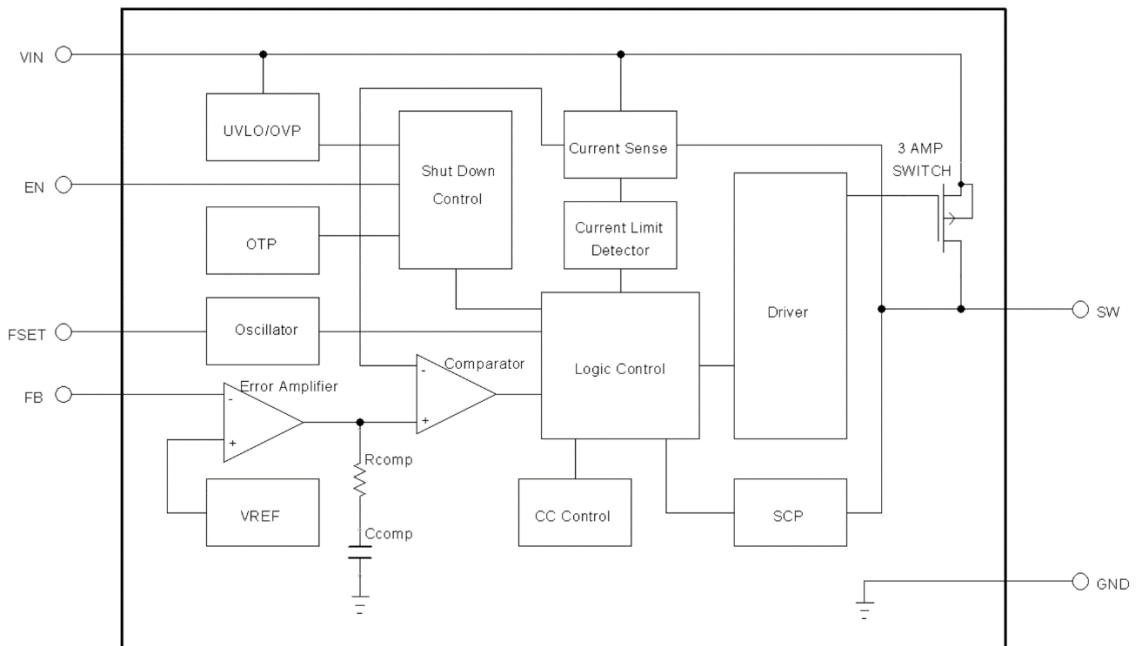 VIN
UVLO/OVP
Current Sense
3 AMP
SWITCH
Shut Down
Control
EN
OTP
Current Limit
Detector
Driver
SW
FSET
Oscillator
Comparator
Logic Control
FB
Error Amplifier
-
+
-
+
Rcomp
VREF
Ccomp
CC Control
SCP
GND